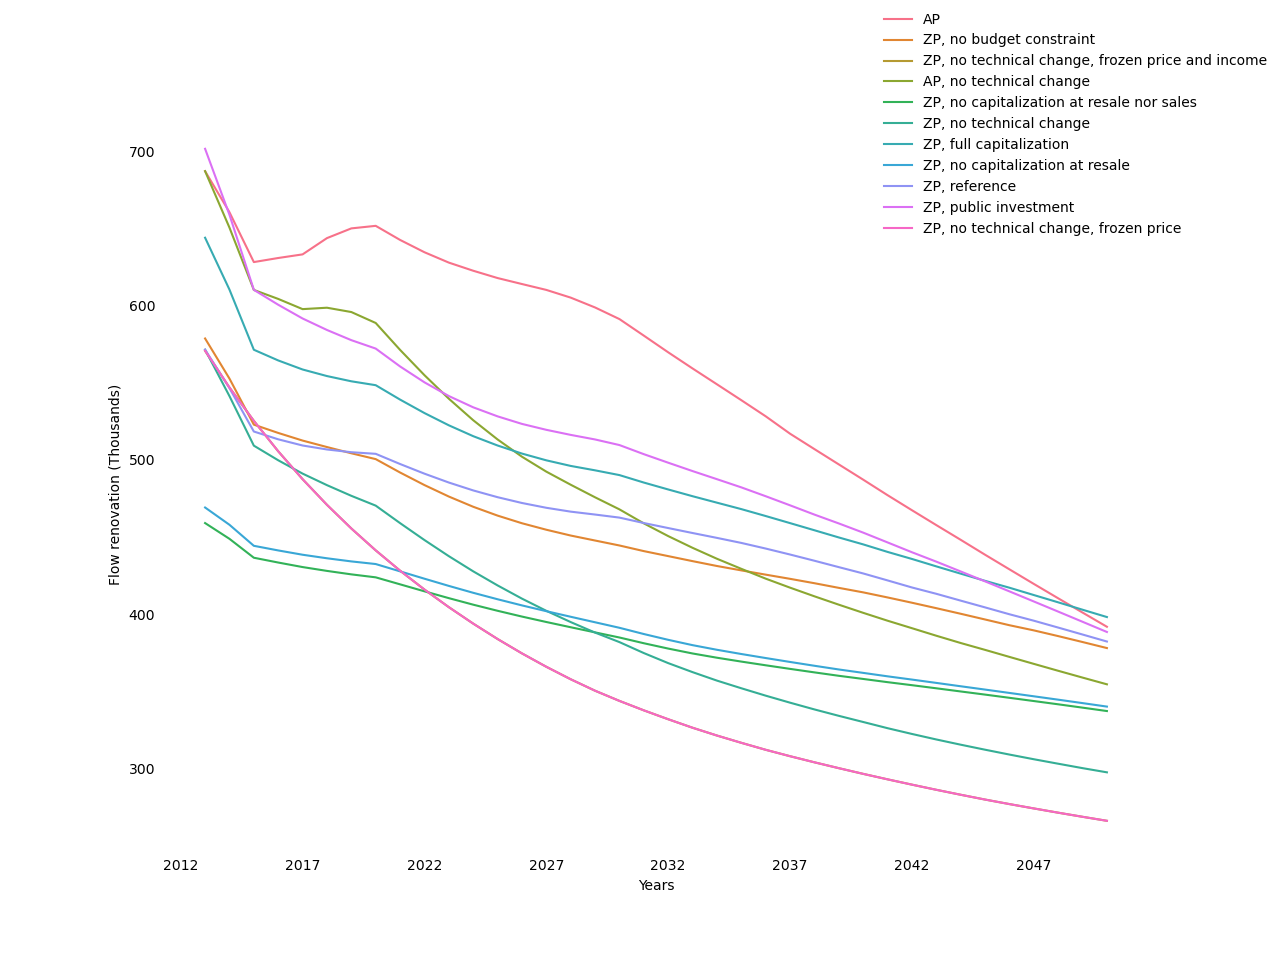 AP
ZP, no budget constraint
ZP, no technical change, frozen price and income
AP, no technical change
ZP, no capitalization at resale nor sales
ZP, no technical change
ZP, full capitalization
ZP, no capitalization at resale
ZP, reference
ZP, public investment
ZP, no technical change, frozen price
700
600
500
400
300
Flow renovation (Thousands)
2012 2017 2022 2027 2032 2037 2042 2047
Years